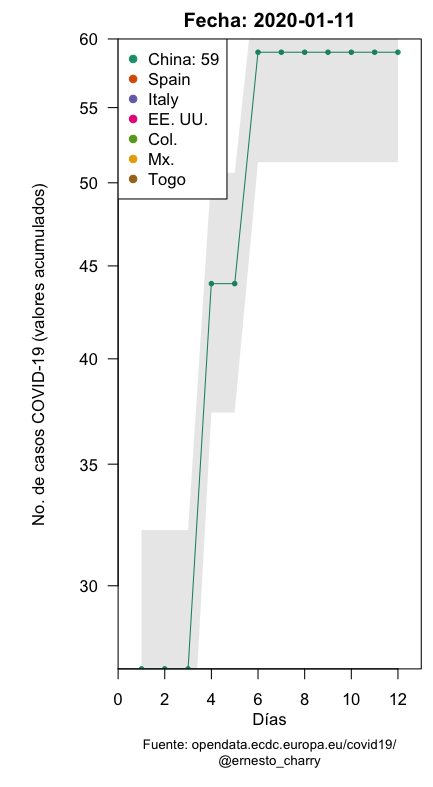 Fecha: 2020-01-11
China: 59
Spain
Italy
EE. UU.
Col.
Mx.
Togo
No. de casos COVID-19 (valores acumulados)
60
55
50
45
40
35
30
0 2 4 6 8 10 12
Días
Fuente: opendata.ecdc.europa.eu/covid19/
@ernesto_charry